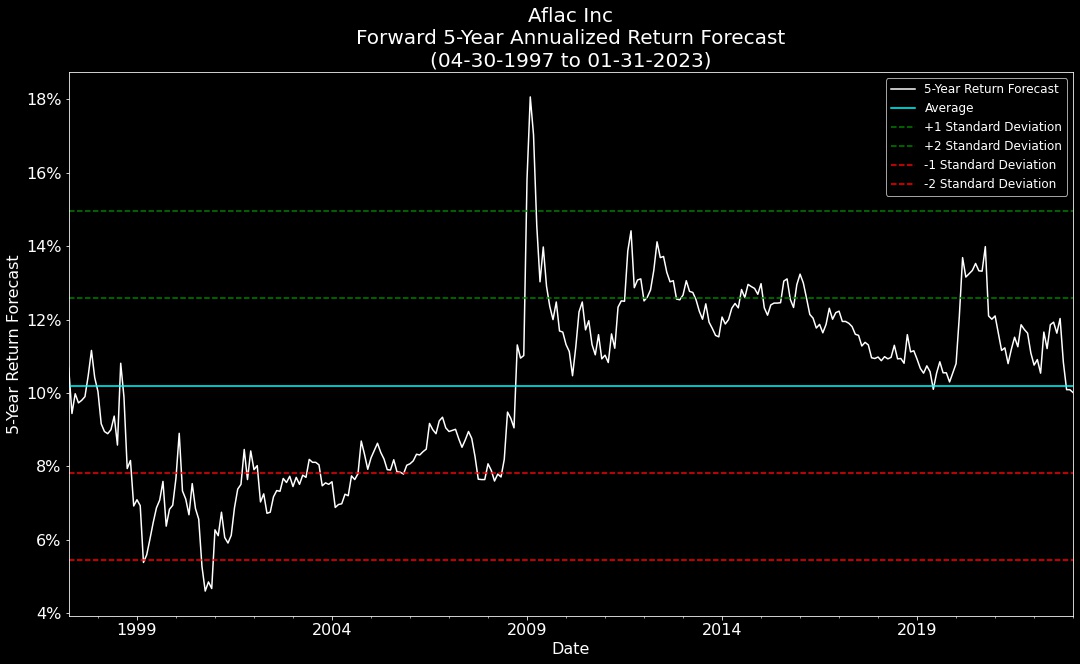 Aflac Inc
Forward 5-Year Annualized Return Forecast
(04-30-1997 to 01-31-2023)
5-Year Return Forecast
Average
+1 Standard Deviation
+2 Standard Deviation
-1 Standard Deviation
-2 Standard Deviation
5-Year Return Forecast
18%
16%
14%
12%
10%
8%
6%
4%
1999 2004 2009 2014 2019
Date